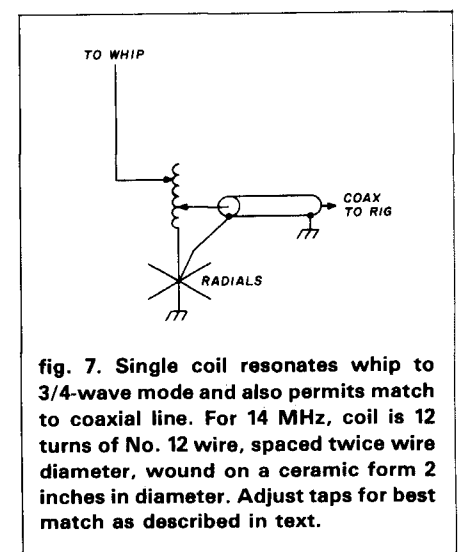 TO WHIP
COAX
TO RIG
RADIALS
fig. 7. Single coil resonates whip to
3/4-wave mode and also permits match
to coaxial line. For 14 MHz, coil is 12
turns of No. 12 wire, spaced twice wire
diameter, wound on a ceramic form 2
inches in diameter. Adjust taps for best
match as described in text.